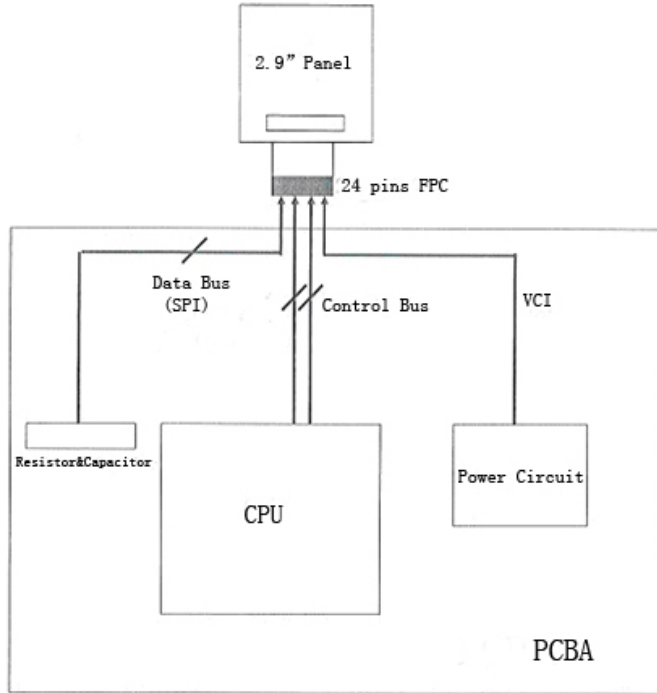 2.9” Panel
24 pins FPC
Data Bus
(SPI)
Control Bus
VCI
Resistor&Capacitor
CPU
Power Circuit
PCBA